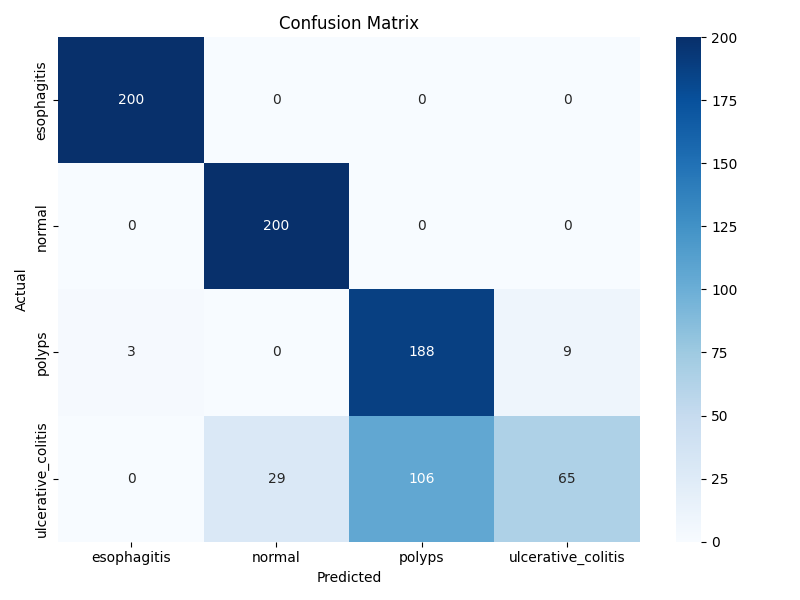 Confusion Matrix
esophagitis
200 0 0 0
normal
0 200 0 0
polyps
3 0 188 9
ulcerative_colitis
0 29 106 65
Actual
esophagitis normal polyps ulcerative_colitis
Predicted
200
175
150
125
100
75
50
25
0